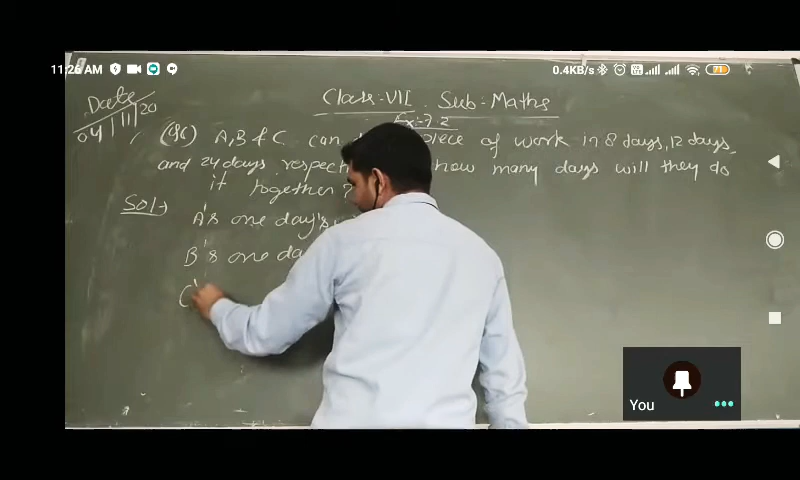 11:26 AM
0.4KB/s
71
Date
04/11/20
Class:-VII Sub:- Maths
Ex:-7.2
(Q6) A, B & C can piece of work in 8 days, 12 days,
and 24 days how many days will they do
it together?
Sol:→
A's one day's
B's one
C'
You